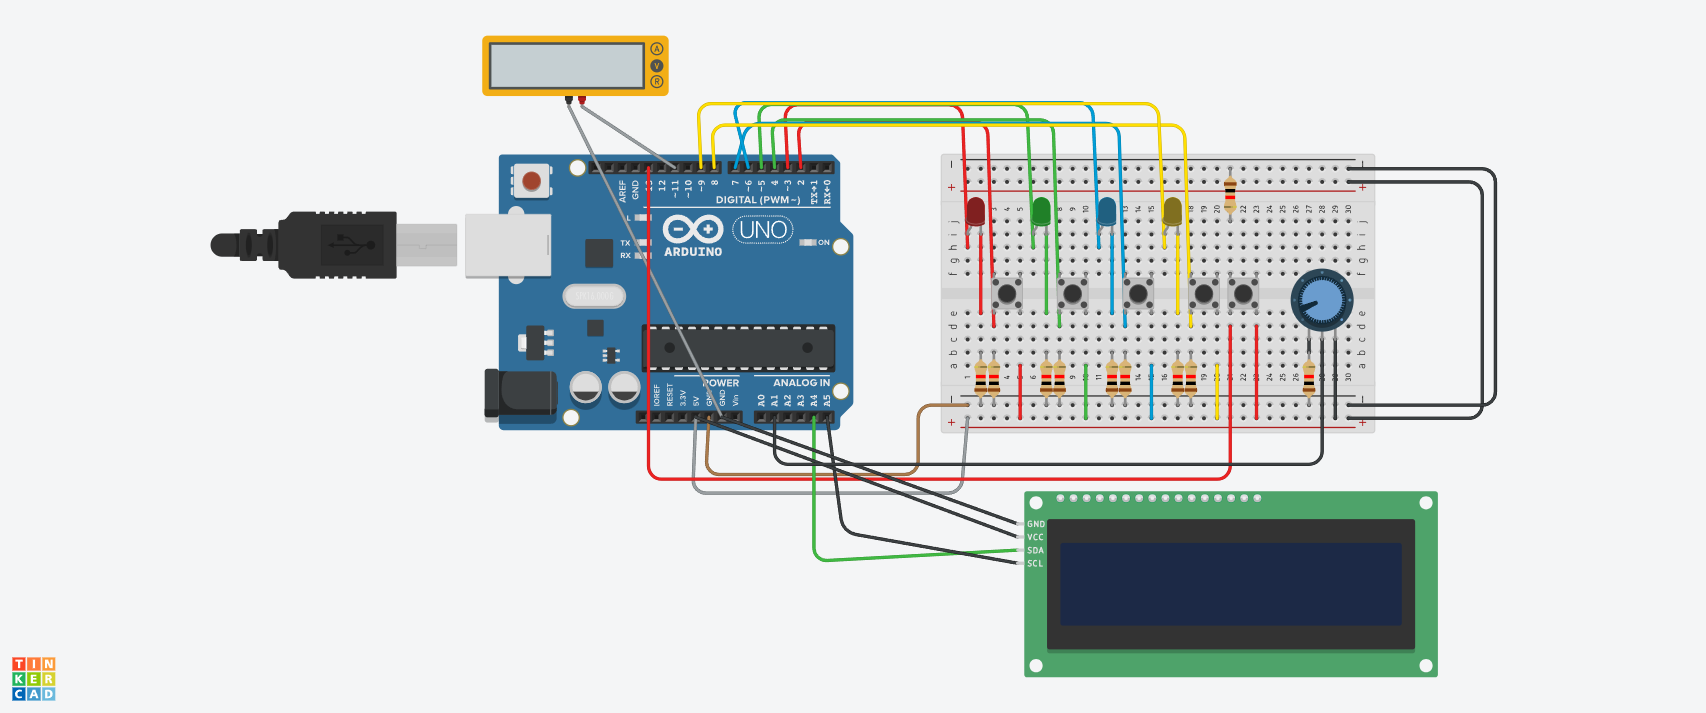 A
V
R
AREF
GND
13
12
~11
~10
~9
8
7
~6
~5
4
~3
2
TX→1
RX←0
DIGITAL (PWM~)
L
TX
RX
UNO
ON
ARDUINO
IOREF
RESET
3.3V
5V
GND
GND
Vin
POWER
ANALOG IN
A0
A1
A2
A3
A4
A5
- -
+ +
j j
i i
h h
g g
f f
e e
d d
c c
b b
a a
- -
+ +
GND
VCC
SDA
SCL
TIN
KER
CAD